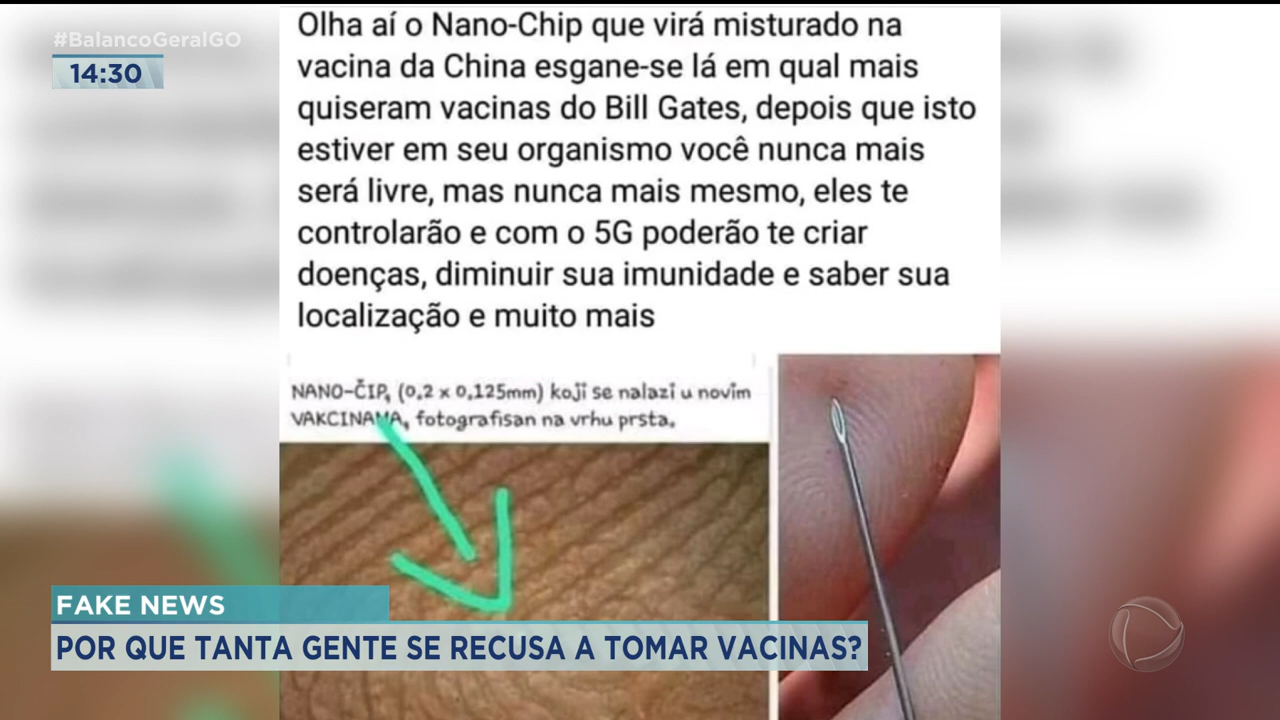 #BalancoGeralGO
14:30
Olha aí o Nano-Chip que virá misturado na
vacina da China esgane-se lá em qual mais
quiseram vacinas do Bill Gates, depois que isto
estiver em seu organismo você nunca mais
será livre, mas nunca mais mesmo, eles te
controlarão e com o 5G poderão te criar
doenças, diminuir sua imunidade e saber sua
localização e muito mais
NANO-ČIP, (0,2 x 0,125mm) koji se nalazi u novim
VAKCINAMA, fotografisan na vrhu prsta.
FAKE NEWS
POR QUE TANTA GENTE SE RECUSA A TOMAR VACINAS?